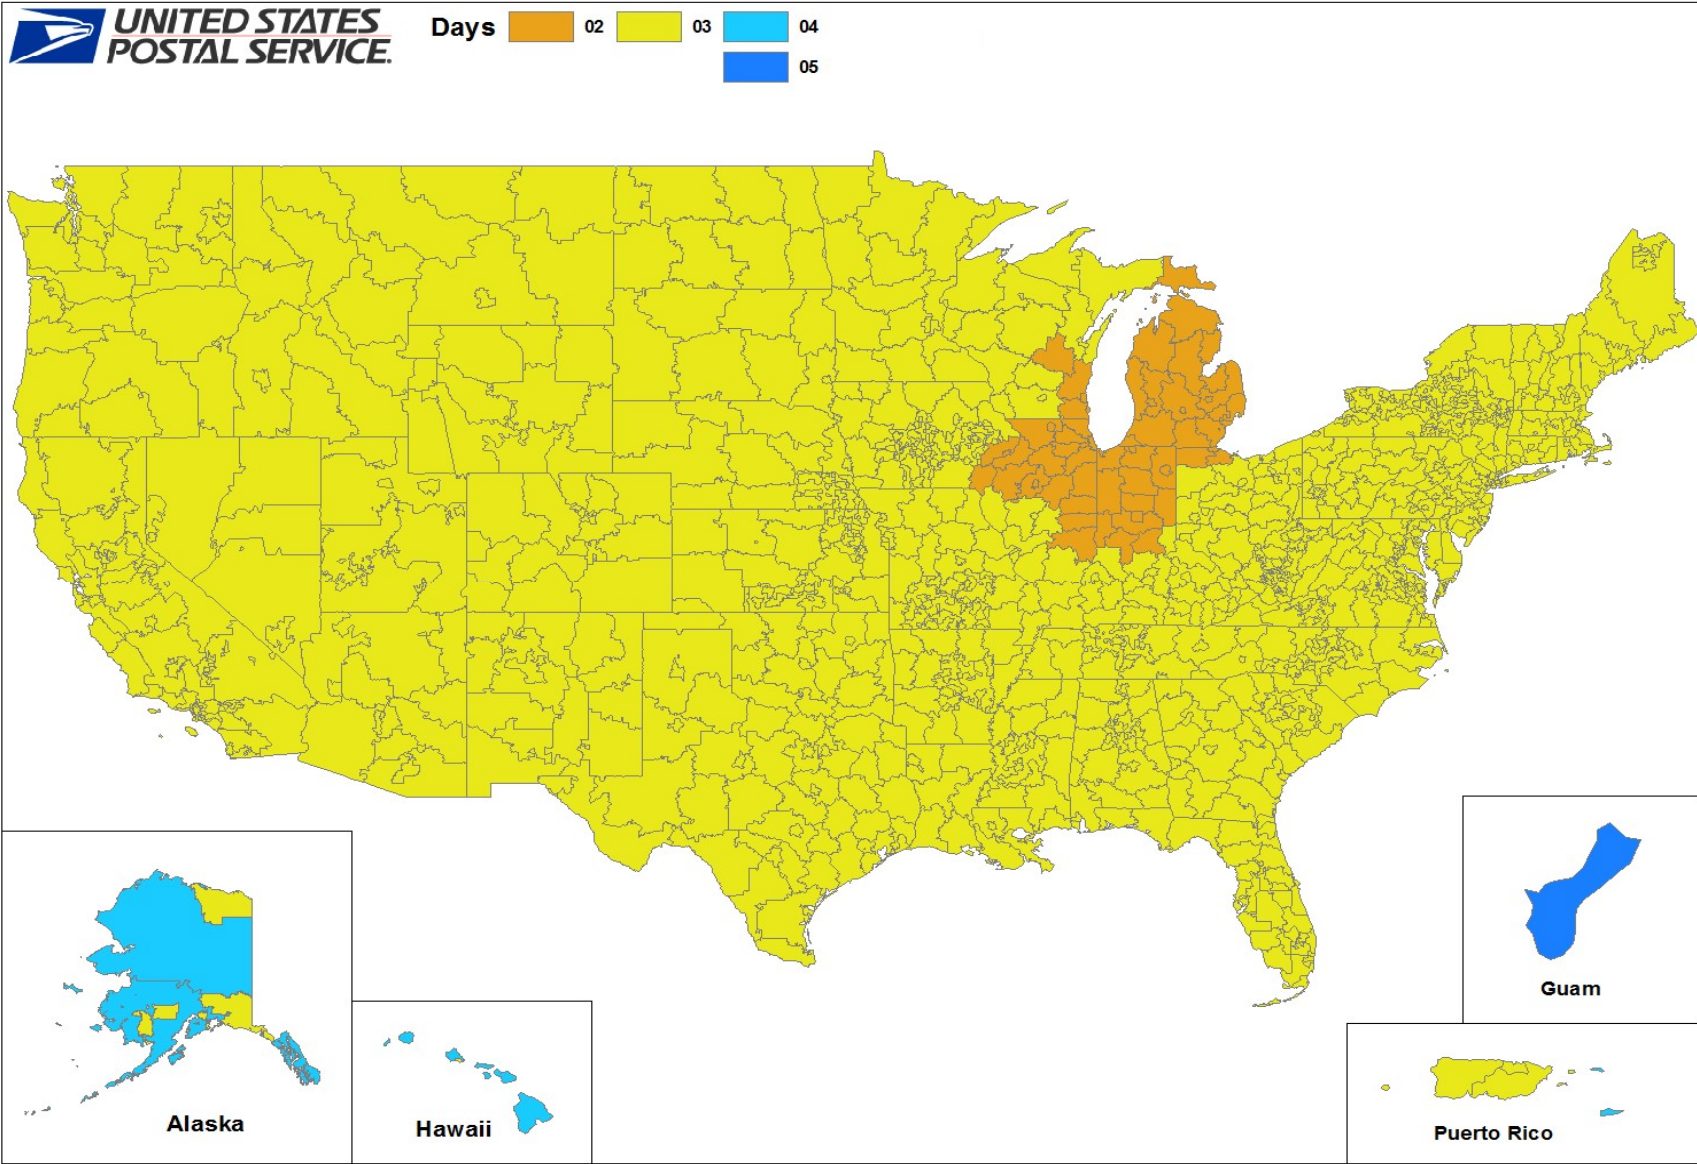 UNITED STATES
POSTAL SERVICE.
Days 02 03 04
05
Alaska
Hawaii
Guam
Puerto Rico